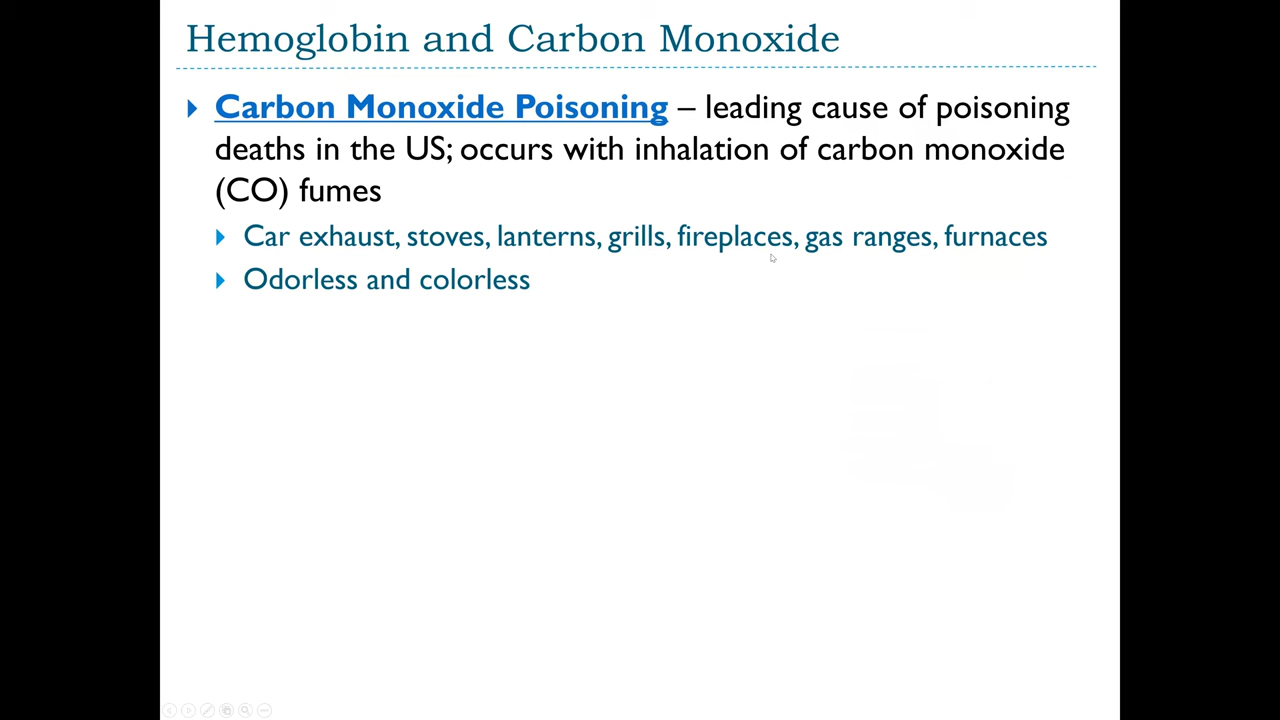 Hemoglobin and Carbon Monoxide
Carbon Monoxide Poisoning – leading cause of poisoning
deaths in the US; occurs with inhalation of carbon monoxide
(CO) fumes
Car exhaust, stoves, lanterns, grills, fireplaces, gas ranges, furnaces
Odorless and colorless